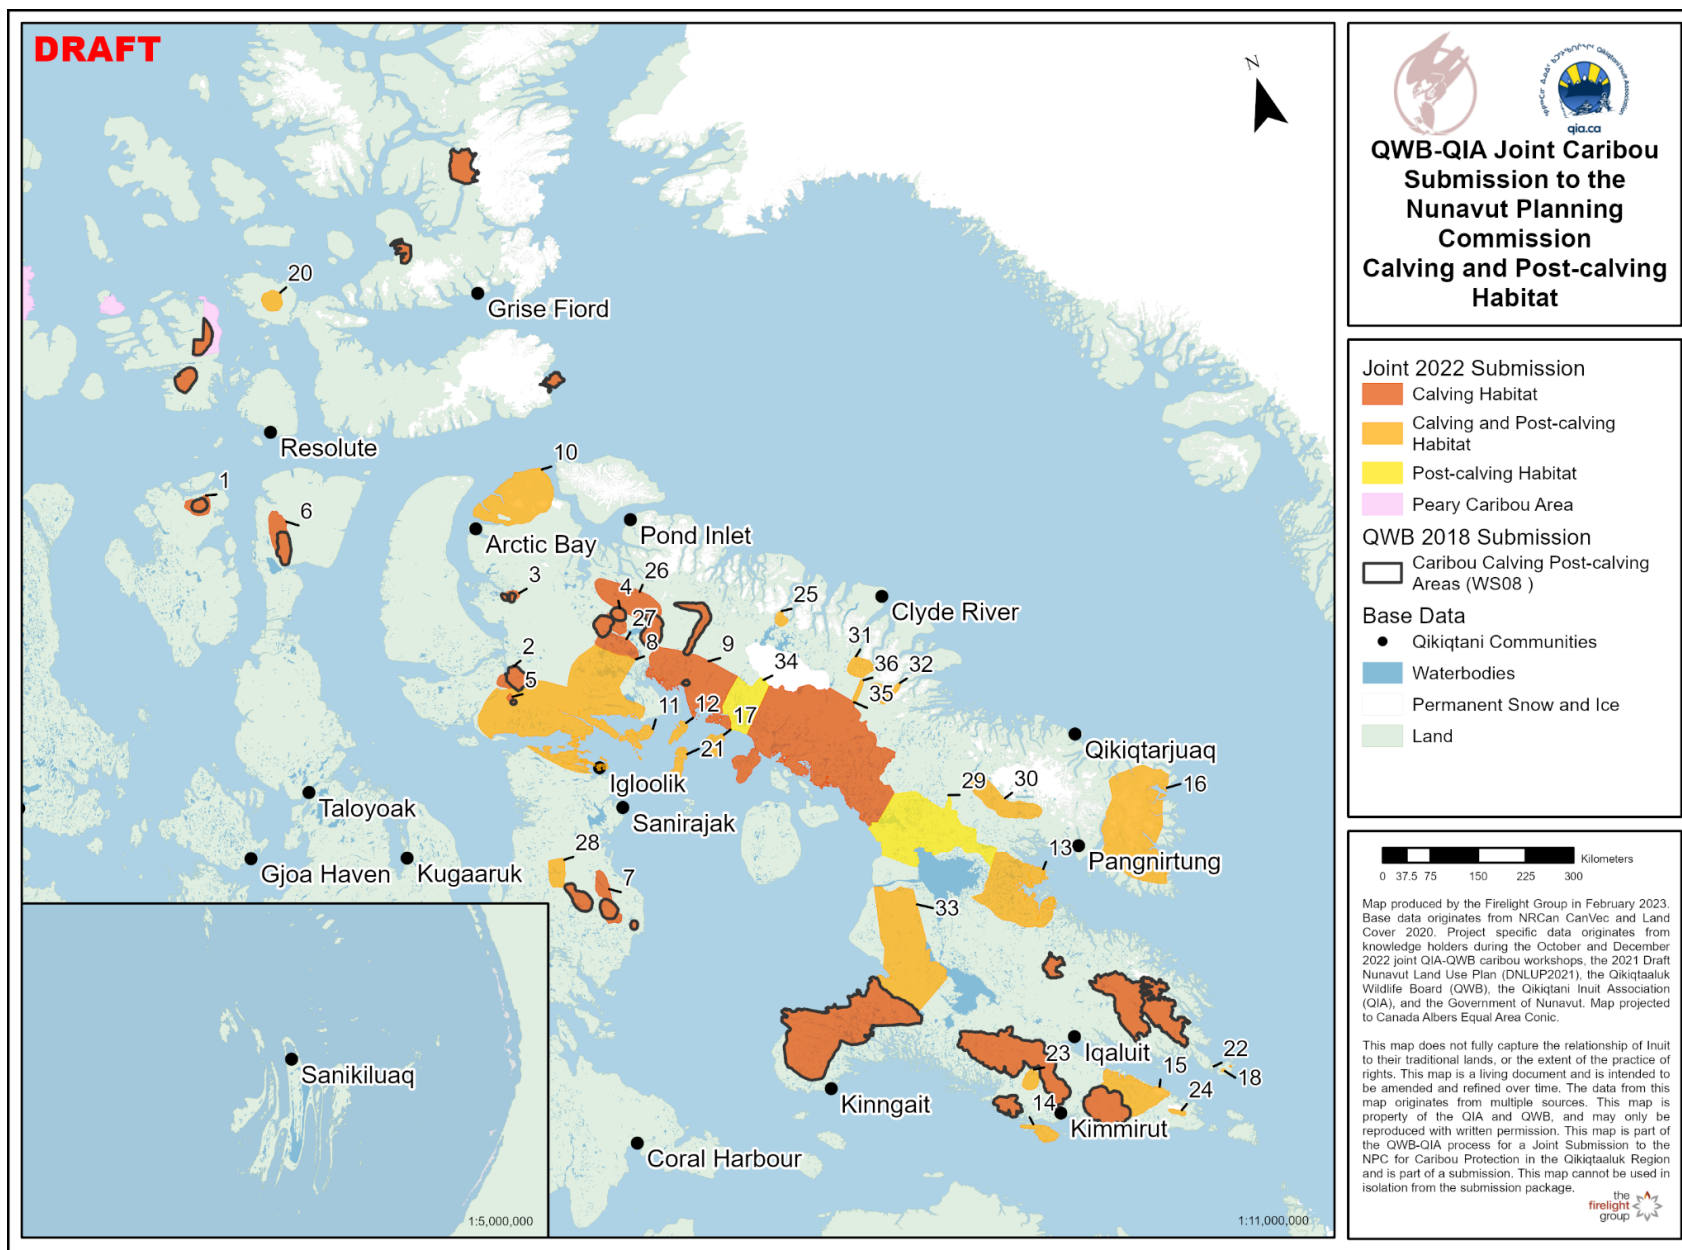 DRAFT
N
20
Grise Fiord
Resolute
1
6
10
Arctic Bay
Pond Inlet
3
4
26
27
8
9
2
5
25
Clyde River
31
36
32
34
35
11
12
17
21
Igloolik
Sanirajak
Qikiqtarjuaq
29
30
16
Taloyoak
Gjoa Haven
Kugaaruk
28
7
13
Pangnirtung
33
Iqaluit
22
18
23
15
24
14
Kimmirut
Kinngait
Coral Harbour
Sanikiluaq
1:5,000,000
1:11,000,000
Qikiqtani Inuit Association
qia.ca
QWB-QIA Joint Caribou
Submission to the
Nunavut Planning
Commission
Calving and Post-calving
Habitat
Joint 2022 Submission
Calving Habitat
Calving and Post-calving
Habitat
Post-calving Habitat
Peary Caribou Area
QWB 2018 Submission
Caribou Calving Post-calving
Areas (WS08 )
Base Data
Qikiqtani Communities
Waterbodies
Permanent Snow and Ice
Land
Kilometers
0 37.5 75 150 225 300
Map produced by the Firelight Group in February 2023.
Base data originates from NRCan CanVec and Land
Cover 2020. Project specific data originates from
knowledge holders during the October and December
2022 joint QIA-QWB caribou workshops, the 2021 Draft
Nunavut Land Use Plan (DNLUP2021), the Qikiqtaaluk
Wildlife Board (QWB), the Qikiqtani Inuit Association
(QIA), and the Government of Nunavut. Map projected
to Canada Albers Equal Area Conic.
This map does not fully capture the relationship of Inuit
to their traditional lands, or the extent of the practice of
rights. This map is a living document and is intended to
be amended and refined over time. The data from this
map originates from multiple sources. This map is
property of the QIA and QWB, and may only be
reproduced with written permission. This map is part of
the QWB-QIA process for a Joint Submission to the
NPC for Caribou Protection in the Qikiqtaaluk Region
and is part of a submission. This map cannot be used in
isolation from the submission package.
the
firelight
group